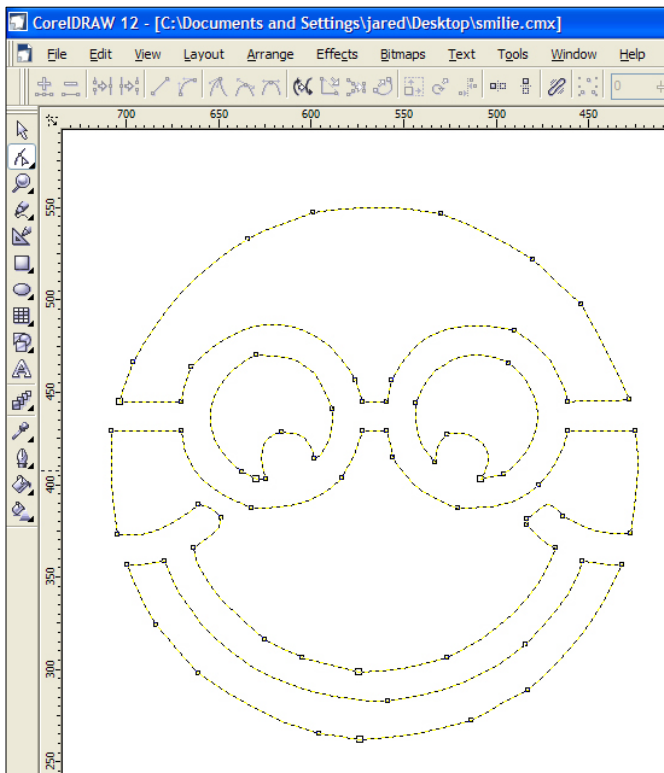 CorelDRAW 12 - [C:\Documents and Settings\jared\Desktop\smilie.cmx]
File Edit View Layout Arrange Effects Bitmaps Text Tools Window Help
0
700 650 600 550 500 450
550
500
450
400
350
300
250